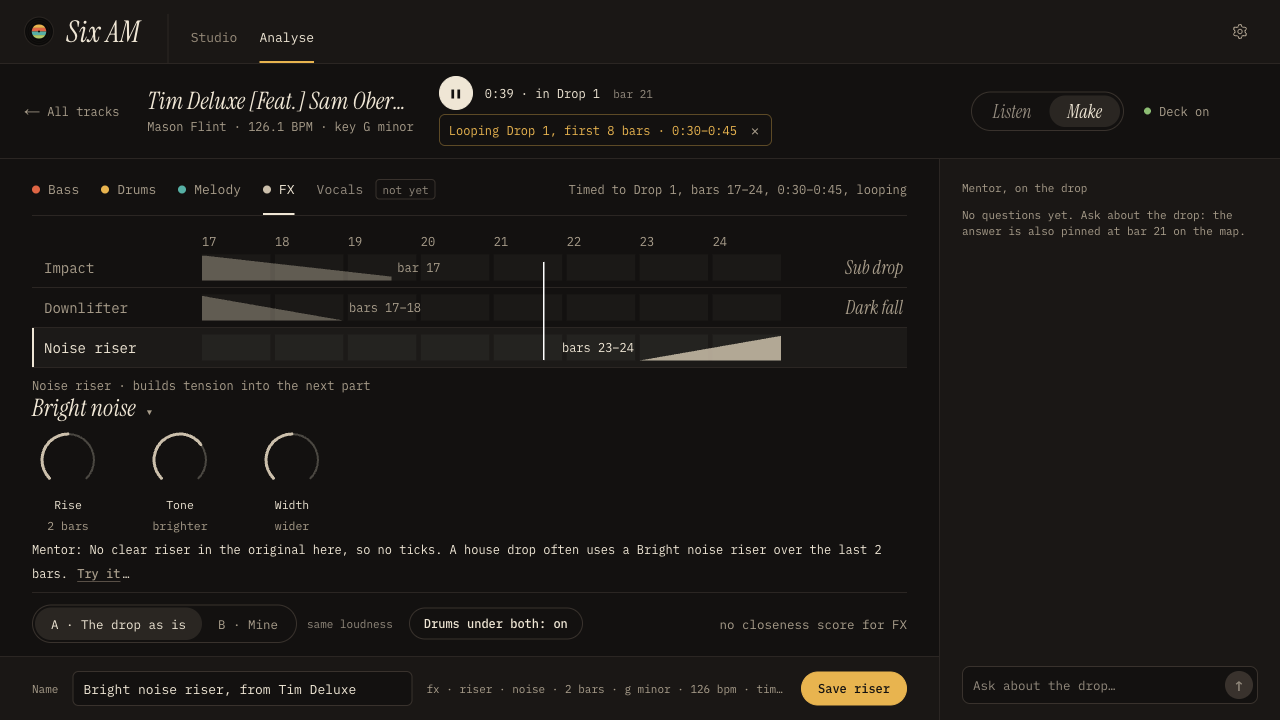 Six AM
Studio
Analyse
← All tracks
Tim Deluxe [Feat.] Sam Ober…
Mason Flint · 126.1 BPM · key G minor
0:39 · in Drop 1 bar 21
Looping Drop 1, first 8 bars · 0:30–0:45 ×
Listen
Make
Deck on
Bass
Drums
Melody
FX
Vocals
not yet
Timed to Drop 1, bars 17–24, 0:30–0:45, looping
17 18 19 20 21 22 23 24
Impact
bar 17
Sub drop
Downlifter
bars 17–18
Dark fall
Noise riser
bars 23–24
Noise riser · builds tension into the next part
Bright noise ▾
Rise
Tone
Width
2 bars
brighter
wider
Mentor: No clear riser in the original here, so no ticks. A house drop often uses a Bright noise riser over the last 2
bars. Try it…
A · The drop as is
B · Mine
same loudness
Drums under both: on
no closeness score for FX
Name
Bright noise riser, from Tim Deluxe
fx · riser · noise · 2 bars · g minor · 126 bpm · tim…
Save riser
Mentor, on the drop
No questions yet. Ask about the drop: the
answer is also pinned at bar 21 on the map.
Ask about the drop…
↑